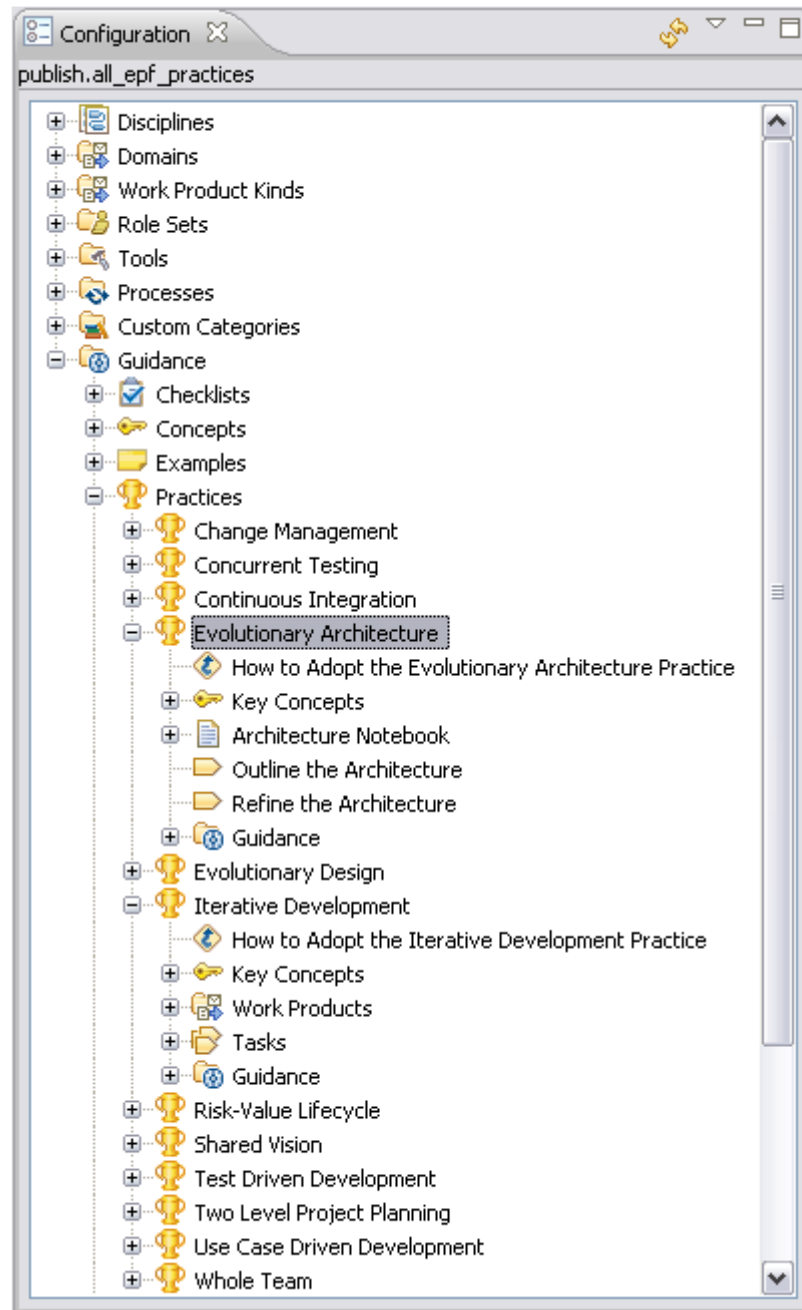 Configuration
publish.all_epf_practices
Disciplines
Domains
Work Product Kinds
Role Sets
Tools
Processes
Custom Categories
Guidance
Checklists
Concepts
Examples
Practices
Change Management
Concurrent Testing
Continuous Integration
Evolutionary Architecture
How to Adopt the Evolutionary Architecture Practice
Key Concepts
Architecture Notebook
Outline the Architecture
Refine the Architecture
Guidance
Evolutionary Design
Iterative Development
How to Adopt the Iterative Development Practice
Key Concepts
Work Products
Tasks
Guidance
Risk-Value Lifecycle
Shared Vision
Test Driven Development
Two Level Project Planning
Use Case Driven Development
Whole Team